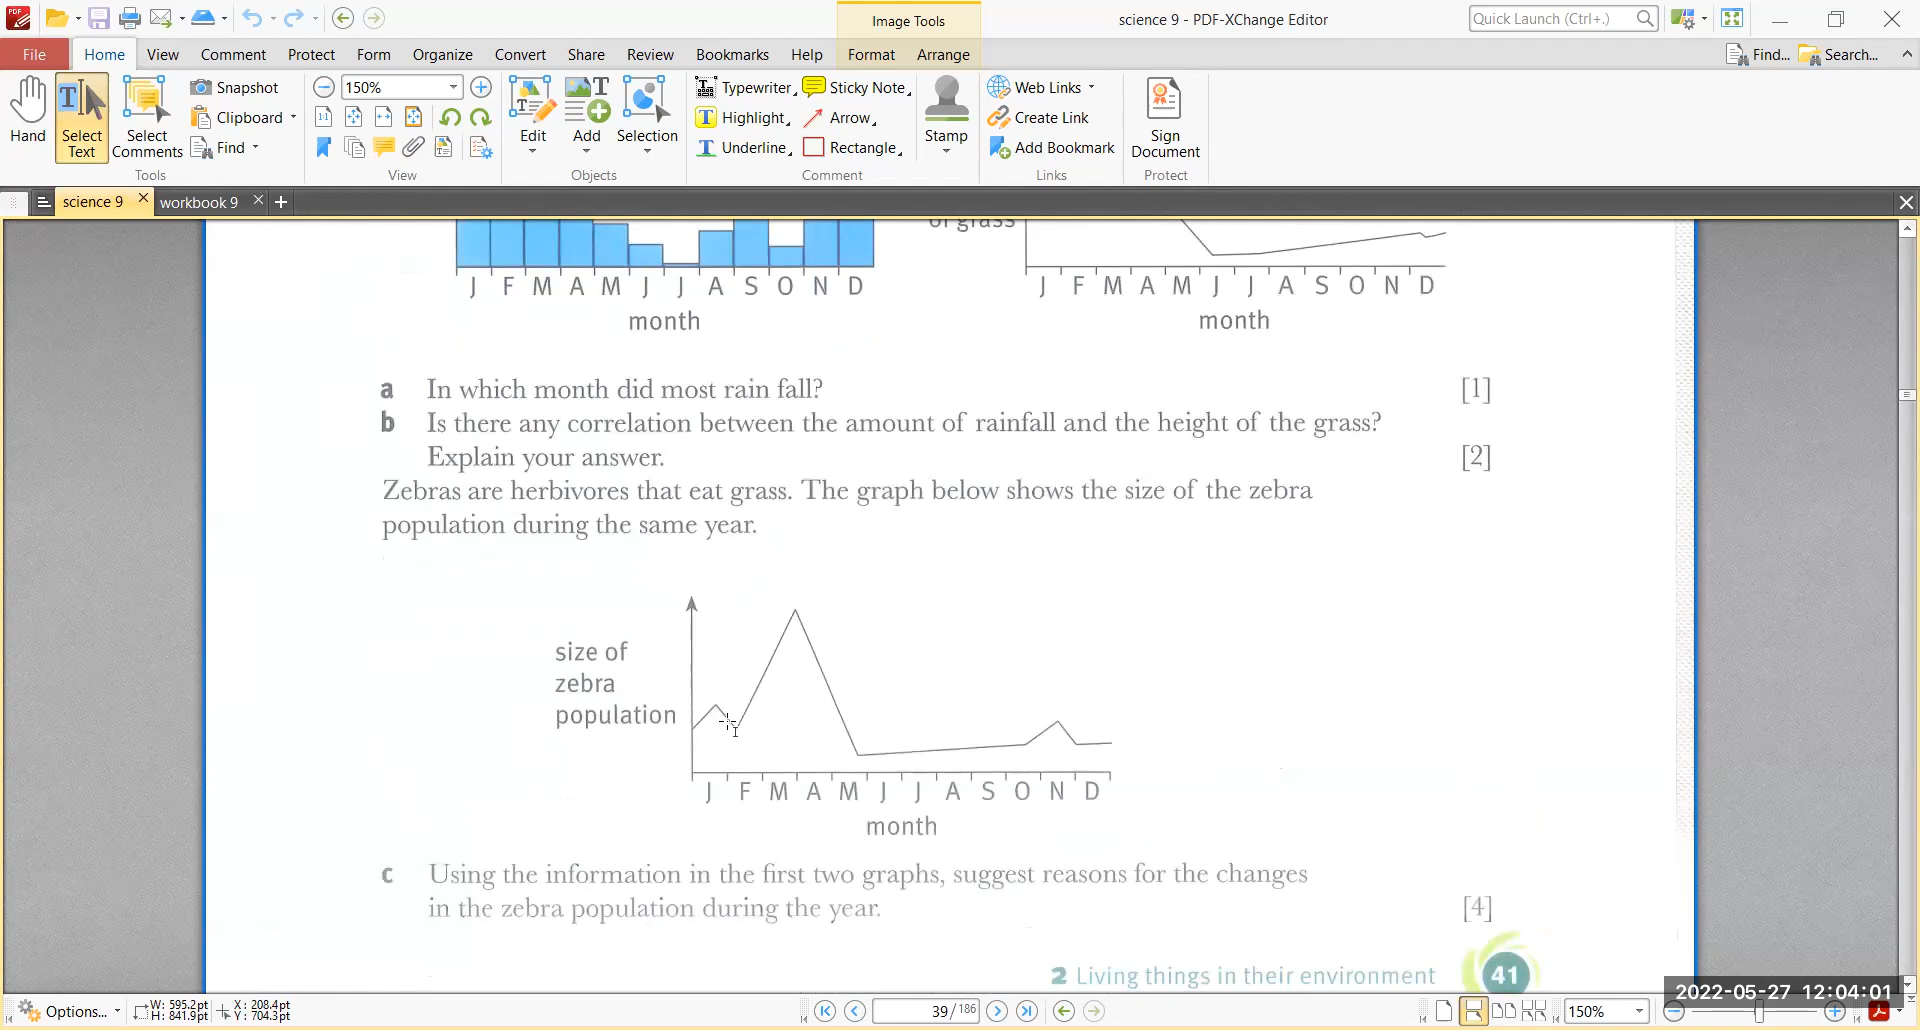 Image Tools
science 9 - PDF-XChange Editor
Quick Launch (Ctrl+.)
File Home View Comment Protect Form Organize Convert Share Review Bookmarks Help Format Arrange
Find... Search...
Hand
Select Text
Select Comments
Snapshot
Clipboard
Find
Tools
150%
View
Edit
Add
Selection
Objects
Typewriter Sticky Note
Highlight Arrow
Underline Rectangle
Stamp
Comment
Web Links
Create Link
Add Bookmark
Links
Sign Document
Protect
science 9 workbook 9
of grass
J F M A M J J A S O N D
month
J F M A M J J A S O N D
month
a In which month did most rain fall? [1]
b Is there any correlation between the amount of rainfall and the height of the grass?
Explain your answer. [2]
Zebras are herbivores that eat grass. The graph below shows the size of the zebra
population during the same year.
size of
zebra
population
J F M A M J J A S O N D
month
c Using the information in the first two graphs, suggest reasons for the changes
in the zebra population during the year. [4]
2 Living things in their environment 41
2022-05-27 12:04:01
Options...
W: 595.2pt
H: 841.9pt
X: 208.4pt
Y: 704.3pt
39 / 186
150%